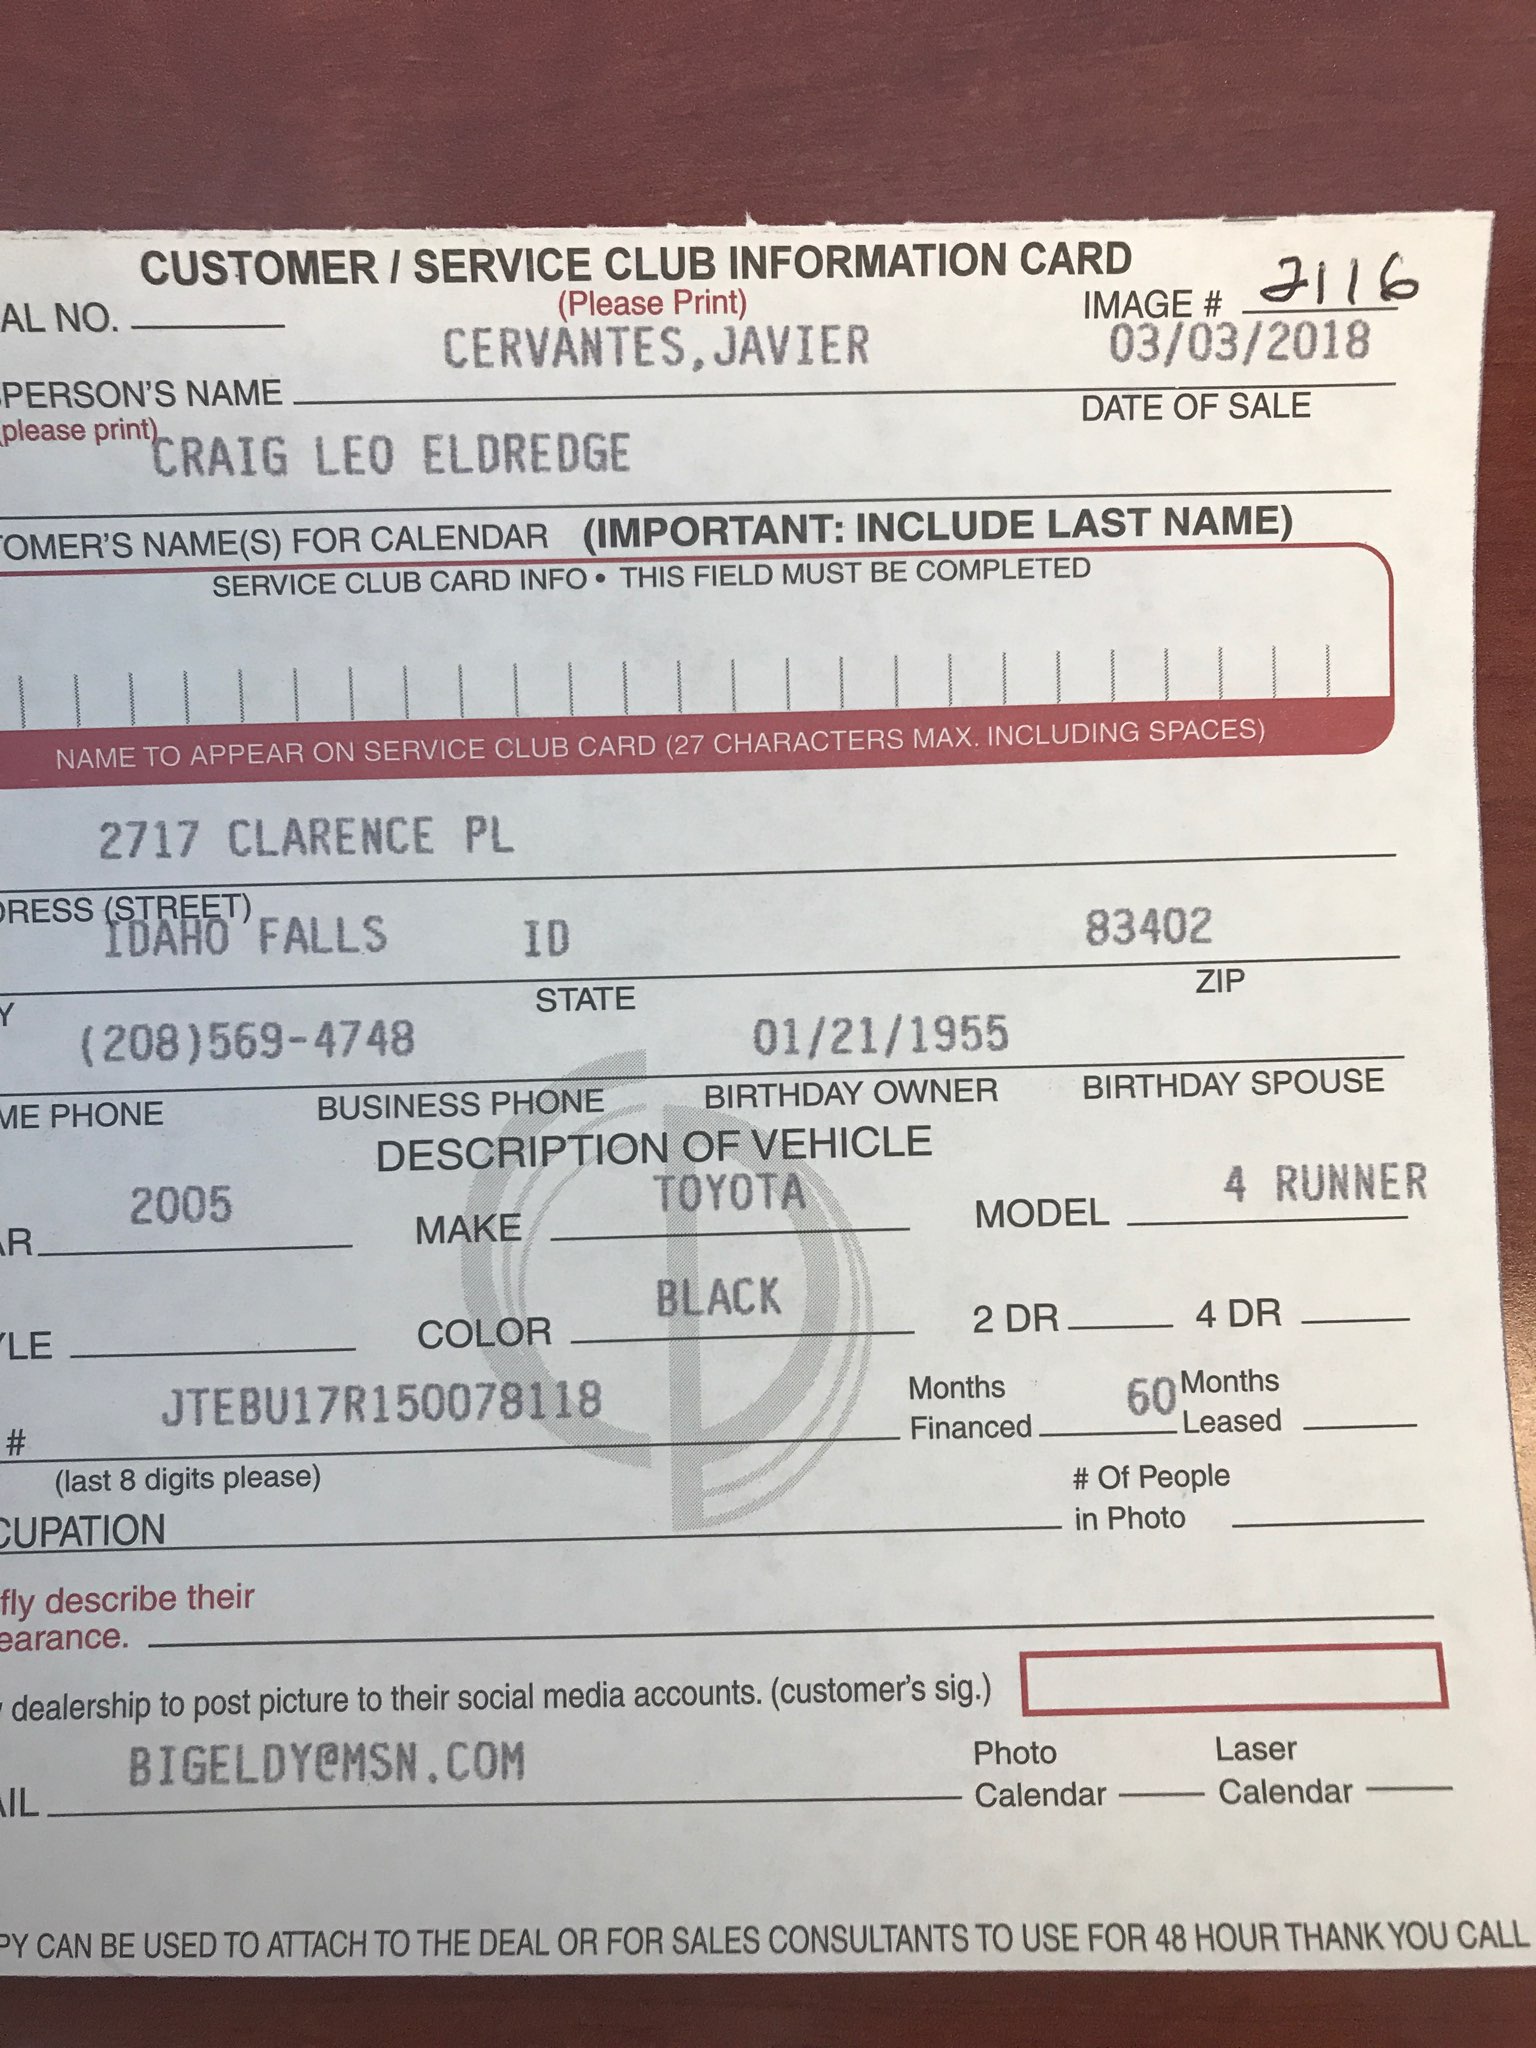 CUSTOMER / SERVICE CLUB INFORMATION CARD
(Please Print)
AL NO. IMAGE # 2116
CERVANTES,JAVIER 03/03/2018
PERSON'S NAME DATE OF SALE
(please print)
CRAIG LEO ELDREDGE
OMER'S NAME(S) FOR CALENDAR (IMPORTANT: INCLUDE LAST NAME)
SERVICE CLUB CARD INFO • THIS FIELD MUST BE COMPLETED
NAME TO APPEAR ON SERVICE CLUB CARD (27 CHARACTERS MAX. INCLUDING SPACES)
2717 CLARENCE PL
DRESS (STREET)
IDAHO FALLS ID 83402
Y STATE ZIP
(208)569-4748 01/21/1955
ME PHONE BUSINESS PHONE BIRTHDAY OWNER BIRTHDAY SPOUSE
DESCRIPTION OF VEHICLE
AR 2005 MAKE TOYOTA MODEL 4 RUNNER
YLE COLOR BLACK 2 DR 4 DR
# JTEBU17R150078118 Months Financed 60 Months Leased
(last 8 digits please)
CUPATION # Of People in Photo
fly describe their
earance.
dealership to post picture to their social media accounts. (customer's sig.)
AIL BIGELDY@MSN.COM Photo Calendar Laser Calendar
PY CAN BE USED TO ATTACH TO THE DEAL OR FOR SALES CONSULTANTS TO USE FOR 48 HOUR THANK YOU CALL